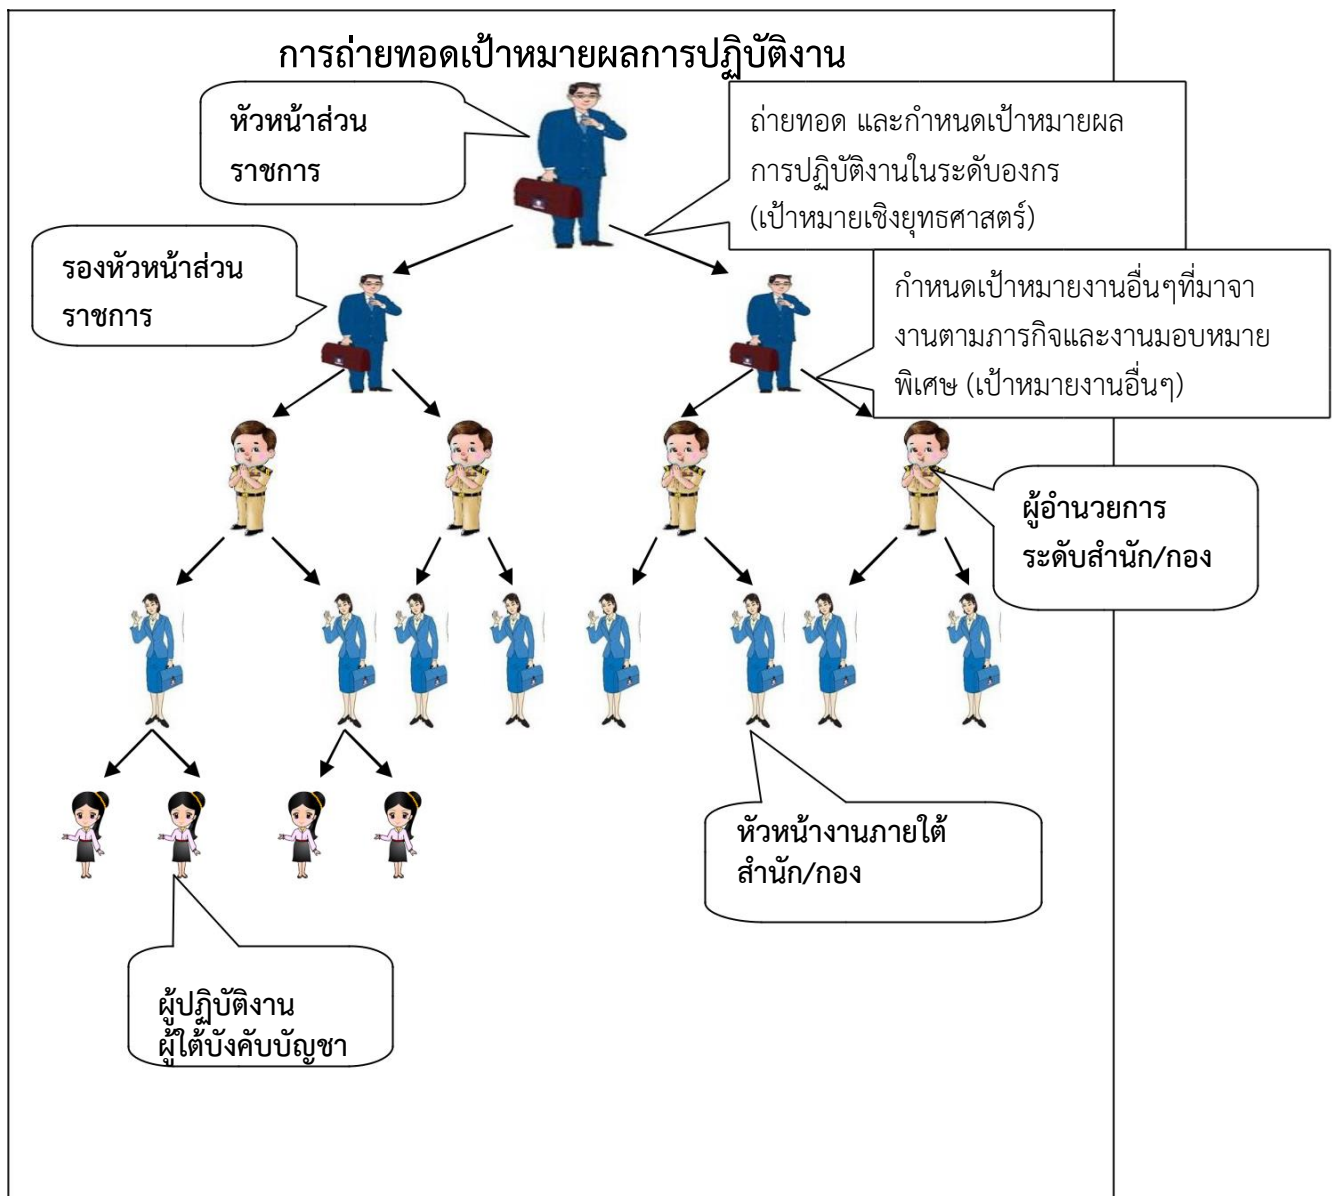 การถ่ายทอดเป้าหมายผลการปฏิบัติงาน
หัวหน้าส่วน
ราชการ
ถ่ายทอด และกำหนดเป้าหมายผล
การปฏิบัติงานในระดับองกร
(เป้าหมายเชิงยุทธศาสตร์)
รองหัวหน้าส่วน
ราชการ
กำหนดเป้าหมายงานอื่นๆที่มาจา
งานตามภารกิจและงานมอบหมาย
พิเศษ (เป้าหมายงานอื่นๆ)
ผู้อำนวยการ
ระดับสำนัก/กอง
หัวหน้างานภายใต้
สำนัก/กอง
ผู้ปฏิบัติงาน
ผู้ใต้บังคับบัญชา